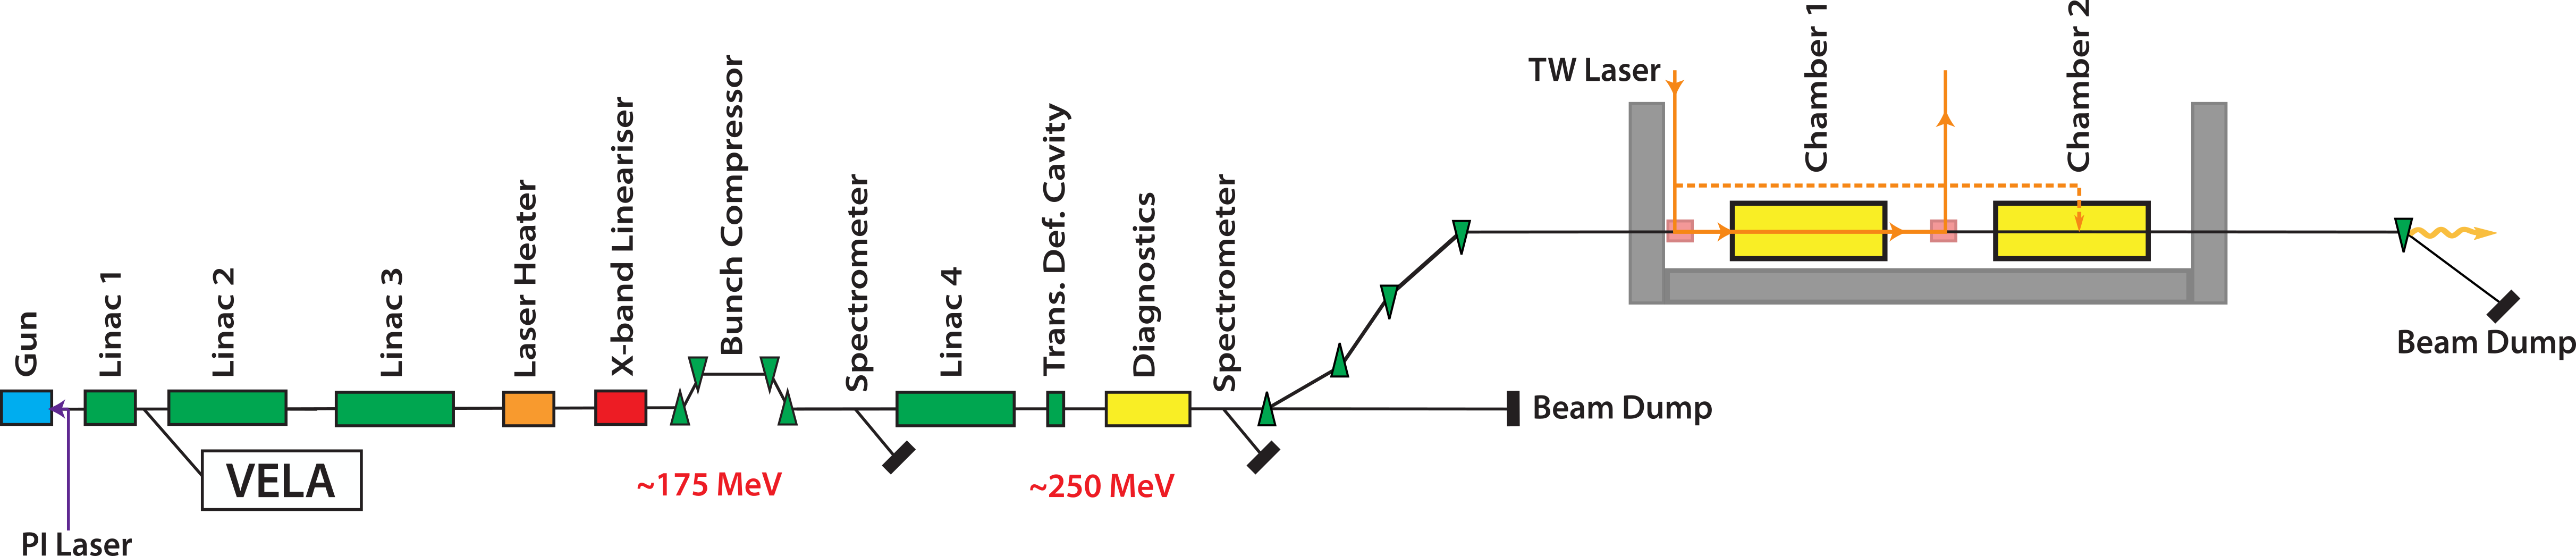 Gun
Linac 1
Linac 2
Linac 3
Laser Heater
X-band Lineariser
Bunch Compressor
Spectrometer
Linac 4
Trans. Def. Cavity
Diagnostics
Spectrometer
TW Laser
Chamber 1
Chamber 2
Beam Dump
Beam Dump
VELA
~175 MeV
~250 MeV
PI Laser